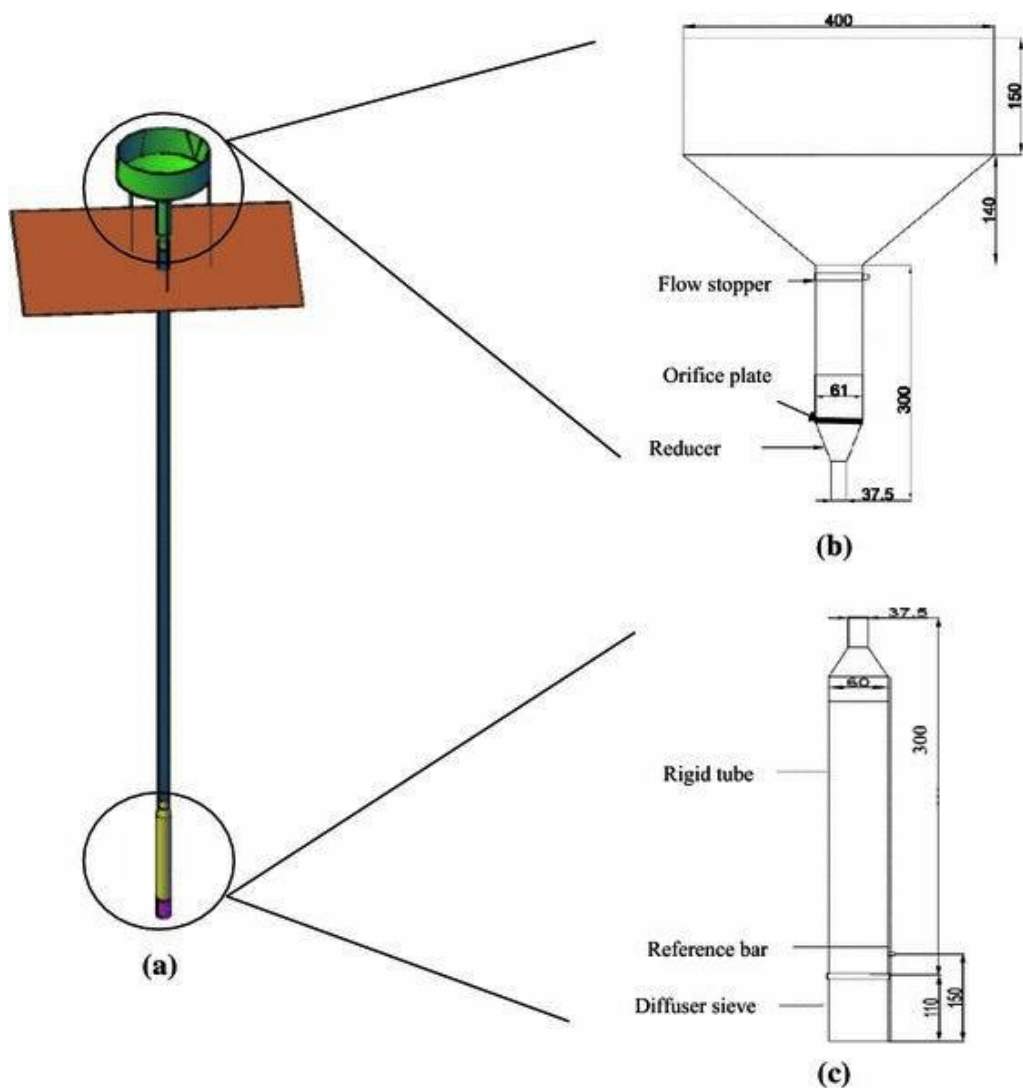 400
150
140
Flow stopper
Orifice plate
61
300
Reducer
37.5
(b)
37.5
60
300
Rigid tube
Reference bar
(a)
Diffuser sieve
110
150
(c)